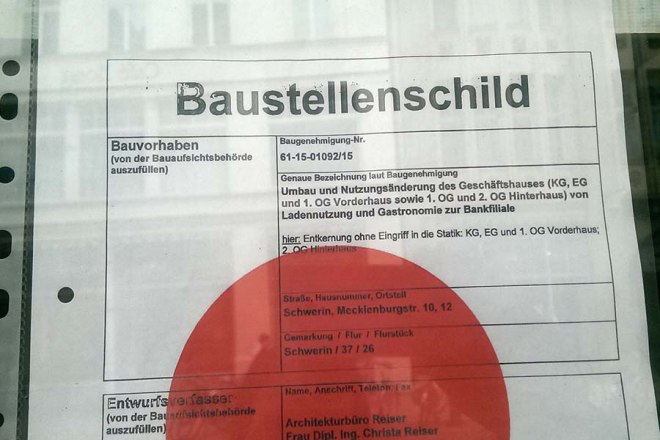 Baustellenschild
Bauvorhaben
(von der Bauaufsichtsbehörde
auszufüllen)
Baugenehmigung-Nr.
61-15-01092/15
Genaue Bezeichnung laut Baugenehmigung
Umbau und Nutzungsänderung des Geschäftshauses (KG, EG
und 1. OG Vorderhaus sowie 1. OG und 2. OG Hinterhaus) von
Ladennutzung und Gastronomie zur Bankfiliale
hier: Entkernung ohne Eingriff in die Statik: KG, EG und 1. OG Vorderhaus;
2. OG Hinterhaus
Straße, Hausnummer, Ortsteil
Schwerin, Mecklenburgstr. 10, 12
Gemarkung / Flur / Flurstück
Schwerin / 37 / 26
Entwurfsverfasser
(von der Bauaufsichtsbehörde
auszufüllen)
Name, Anschrift, Telefon, Fax
Architekturbüro Reiser
Frau Dipl. Ing. Christa Reiser